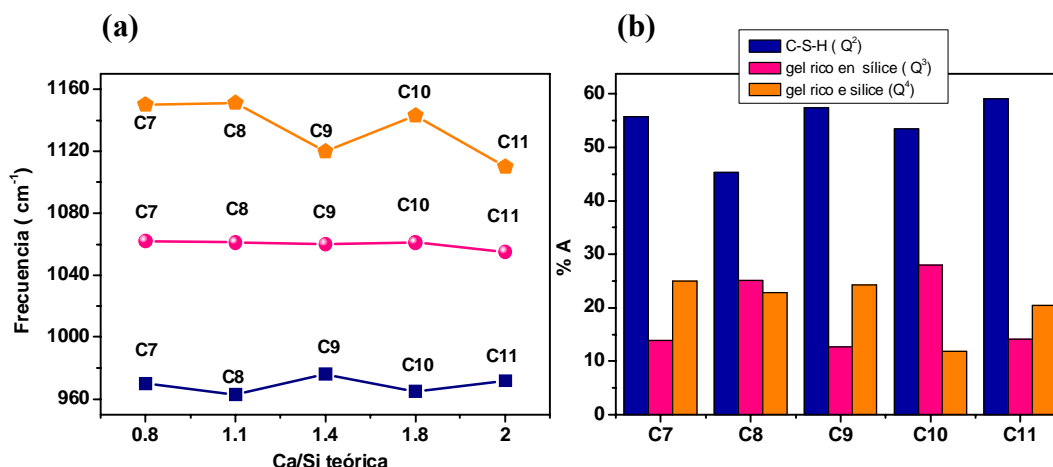 (a)
Frecuencia ( cm⁻¹)
1160
1120
1080
1040
1000
960
C7
C8
C9
C10
C11
C7
C8
C9
C10
C11
C7
C8
C9
C10
C11
0.8
1.1
1.4
1.8
2
Ca/Si teórica
(b)
C-S-H ( Q²)
gel rico en sílice ( Q³)
gel rico e silice (Q⁴)
% A
60
50
40
30
20
10
0
C7
C8
C9
C10
C11